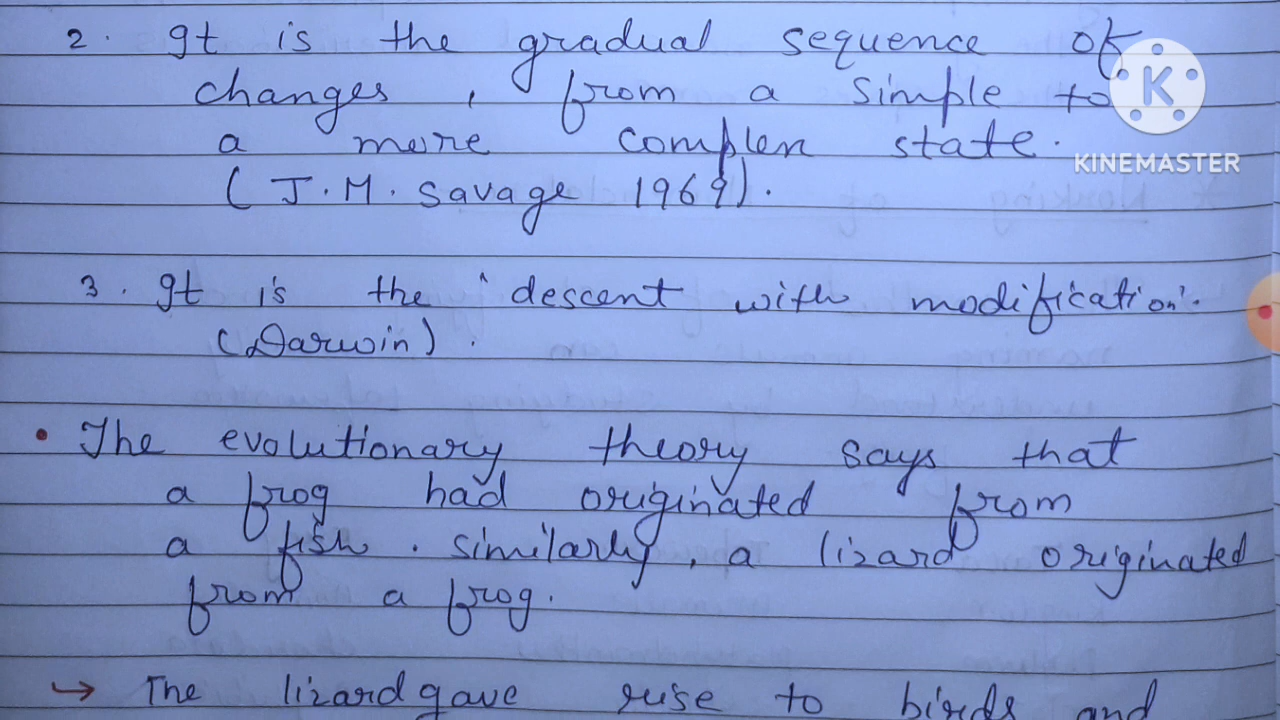 2. It is the gradual sequence of
changes, from a simple to
a more complex state.
(J.M. Savage 1969).
3. It is the 'descent with modification'.
(Darwin).
• The evolutionary theory says that
a frog had originated from
a fish. Similarly, a lizard originated
from a frog.
→ The lizard gave rise to birds and
K
KINEMASTER